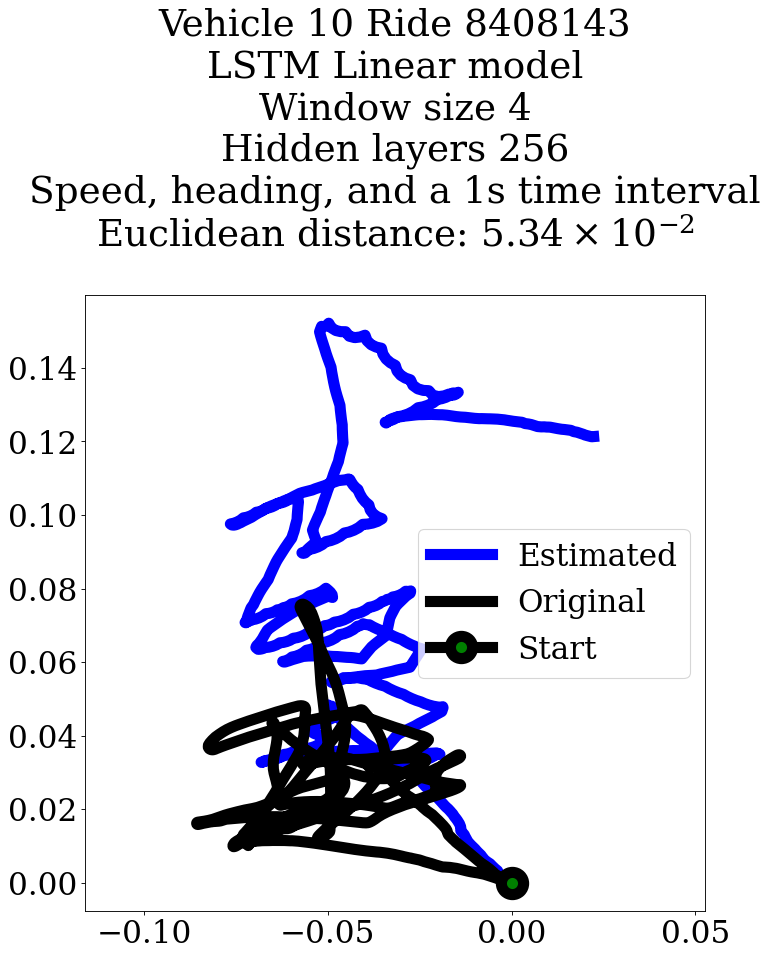 Vehicle 10 Ride 8408143
LSTM Linear model
Window size 4
Hidden layers 256
Speed, heading, and a 1s time interval
Euclidean distance: 5.34 × 10⁻²
0.14
0.12
0.10
0.08
0.06
0.04
0.02
0.00
Estimated
Original
Start
−0.10 −0.05 0.00 0.05